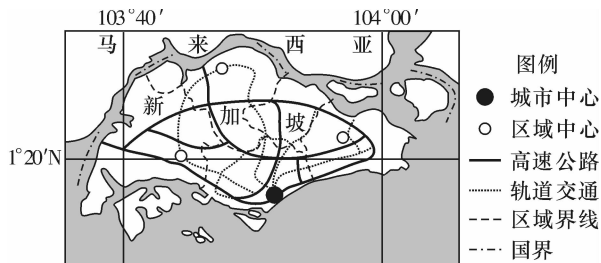 103°40′ 104°00′
马 来 西 亚
新 加 坡
1°20′N
图例
城市中心
区域中心
高速公路
轨道交通
区域界线
国界